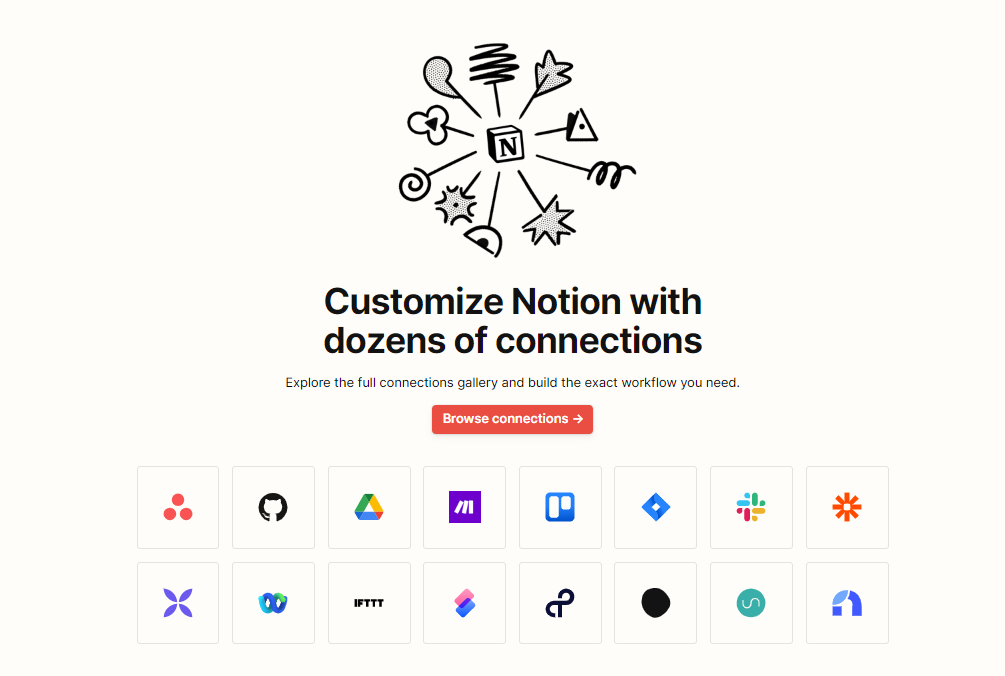 N
Customize Notion with
dozens of connections
Explore the full connections gallery and build the exact workflow you need.
Browse connections →
IFTTT